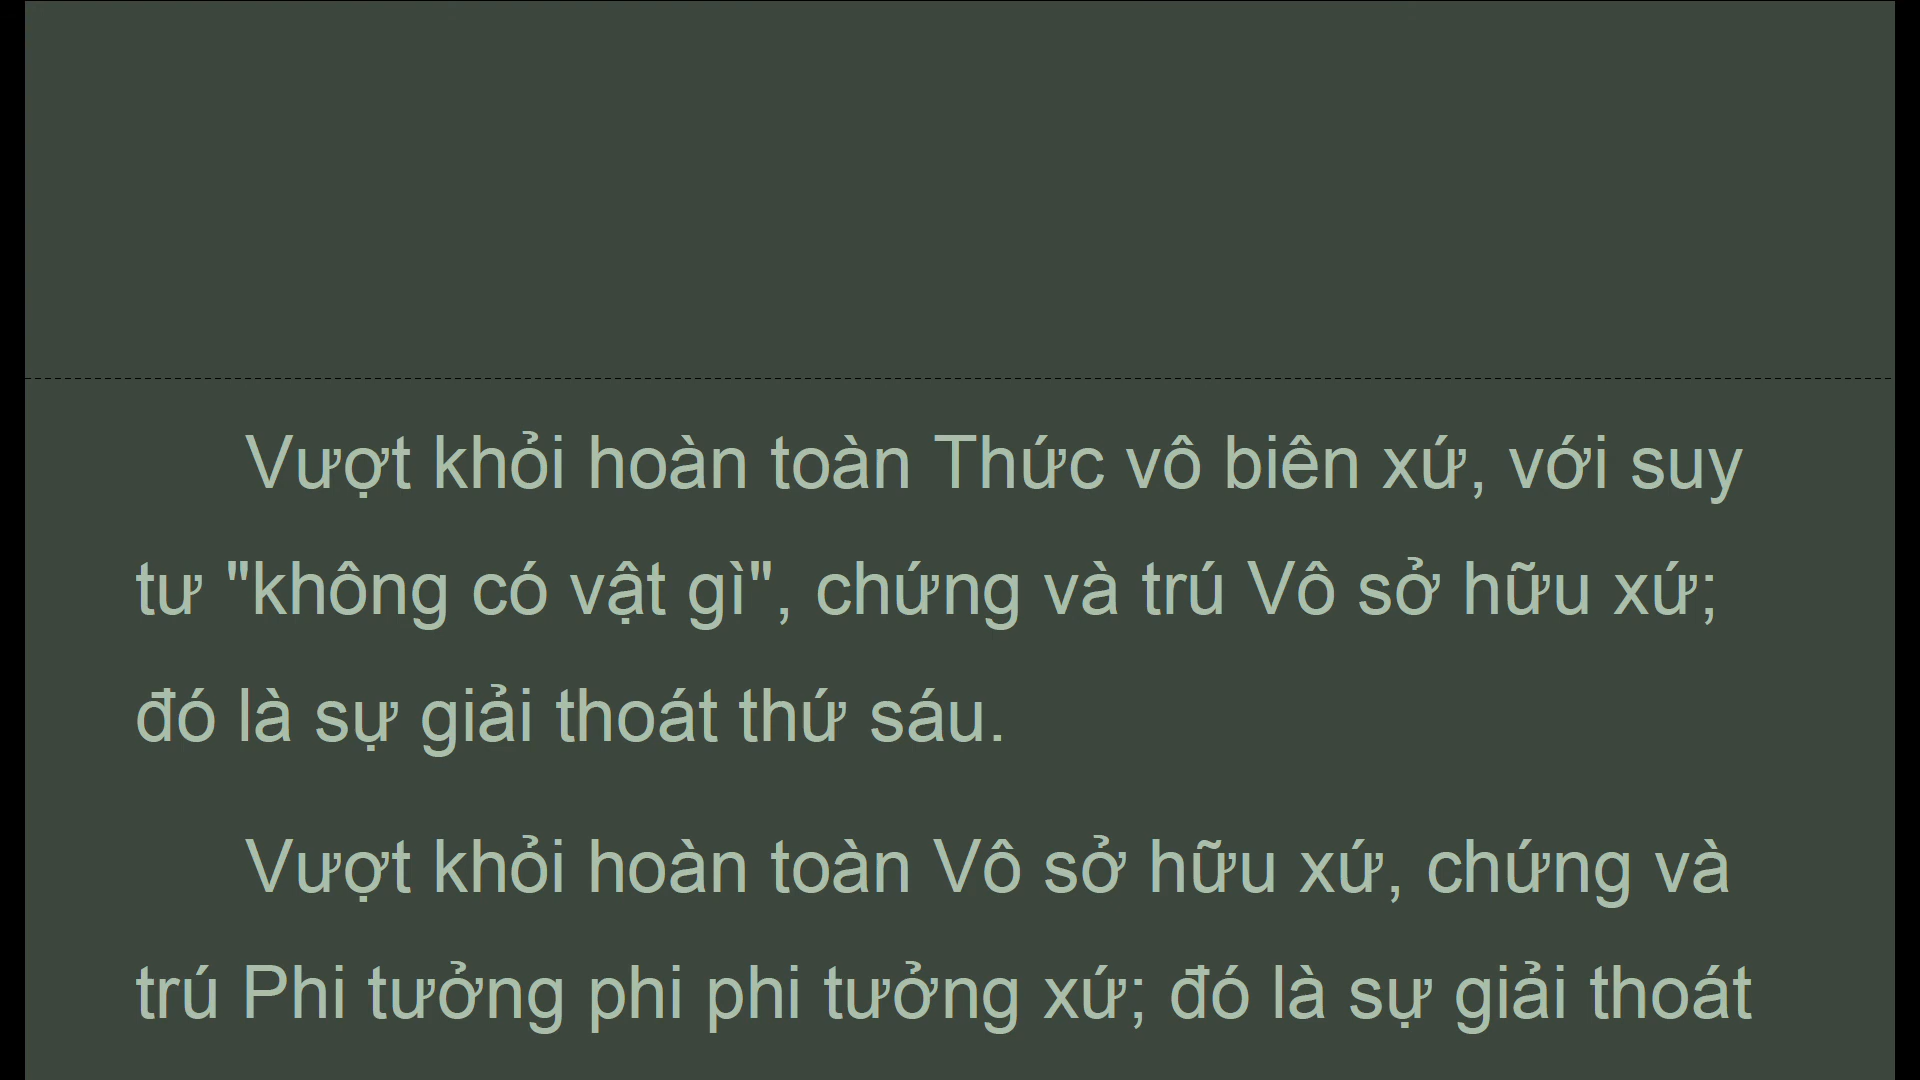 Vượt khỏi hoàn toàn Thức vô biên xứ, với suy
tư "không có vật gì", chứng và trú Vô sở hữu xứ;
đó là sự giải thoát thứ sáu.
Vượt khỏi hoàn toàn Vô sở hữu xứ, chứng và
trú Phi tưởng phi phi tưởng xứ; đó là sự giải thoát